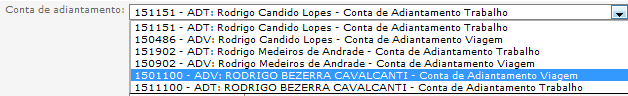 Conta de adiantamento: 151151 - ADT: Rodrigo Candido Lopes - Conta de Adiantamento Trabalho
151151 - ADT: Rodrigo Candido Lopes - Conta de Adiantamento Trabalho
150486 - ADV: Rodrigo Candido Lopes - Conta de Adiantamento Viagem
151902 - ADT: Rodrigo Medeiros de Andrade - Conta de Adiantamento Trabalho
150902 - ADV: Rodrigo Medeiros de Andrade - Conta de Adiantamento Viagem
1501100 - ADV: RODRIGO BEZERRA CAVALCANTI - Conta de Adiantamento Viagem
1511100 - ADT: RODRIGO BEZERRA CAVALCANTI - Conta de Adiantamento Trabalho